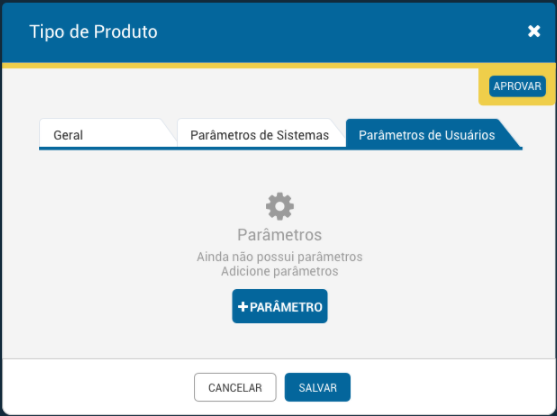 Tipo de Produto
APROVAR
Geral
Parâmetros de Sistemas
Parâmetros de Usuários
Parâmetros
Ainda não possui parâmetros
Adicione parâmetros
+PARÂMETRO
CANCELAR
SALVAR